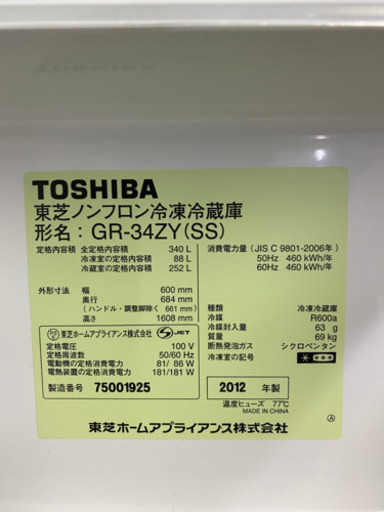 TOSHIBA
東芝ノンフロン冷凍冷蔵庫
形名：GR-34ZY(SS)
定格内容積 全定格内容積 340 L
冷凍室の定格内容積 88 L
冷蔵室の定格内容積 252 L
消費電力量 (JIS C 9801-2006年)
50Hz 460 kWh/年
60Hz 460 kWh/年
外形寸法 幅 600 mm
奥行 684 mm
(ハンドル・調整脚除く 661 mm)
高さ 1608 mm
種類 冷凍冷蔵庫
冷媒 R600a
冷媒封入量 63 g
質量 69 kg
断熱発泡ガス シクロペンタン
冷凍室の記号
東芝ホームアプライアンス株式会社 JET
定格電圧 100 V
定格周波数 50/60 Hz
電動機の定格消費電力 81/ 86 W
電熱装置の定格消費電力 181/181 W
製造番号 75001925
2012 年製
温度ヒューズ 77℃
MADE IN CHINA
Ⓐ
東芝ホームアプライアンス株式会社